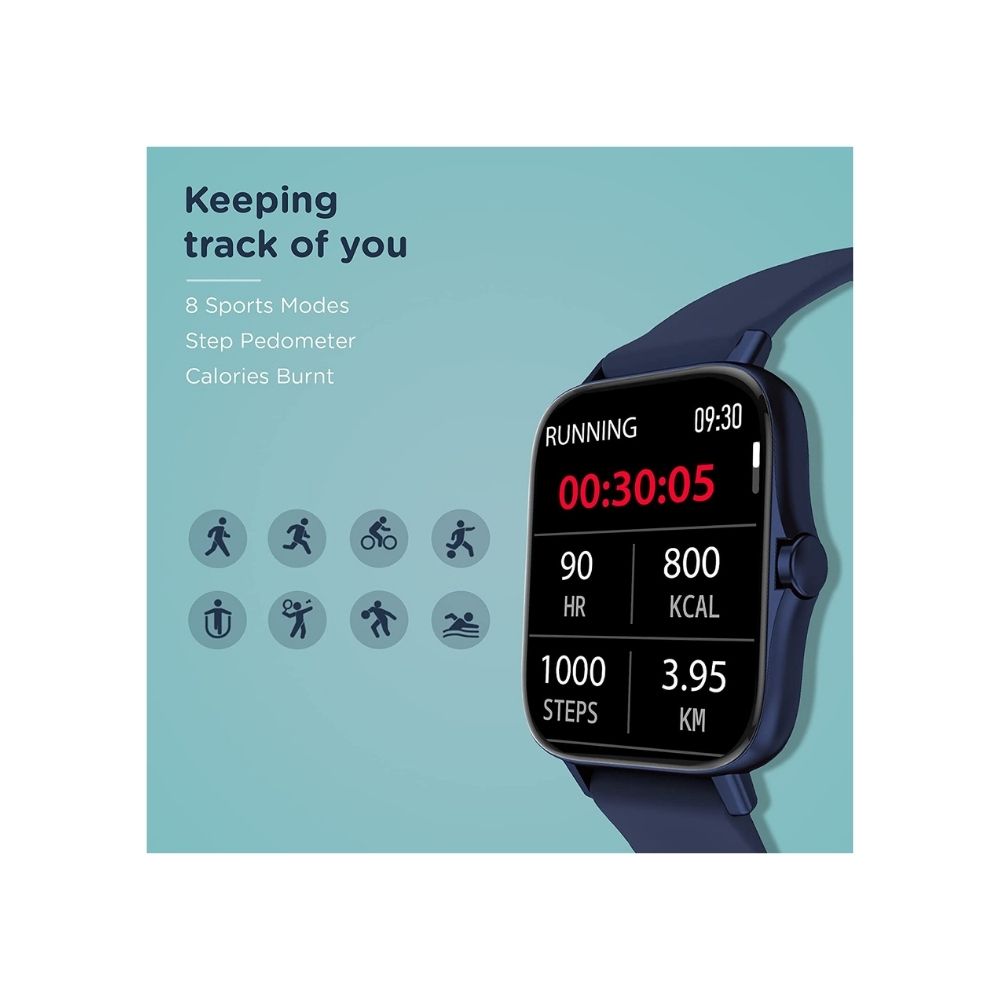 Keeping
track of you
8 Sports Modes
Step Pedometer
Calories Burnt
RUNNING 09:30
00:30:05
90 800
HR KCAL
1000 3.95
STEPS KM